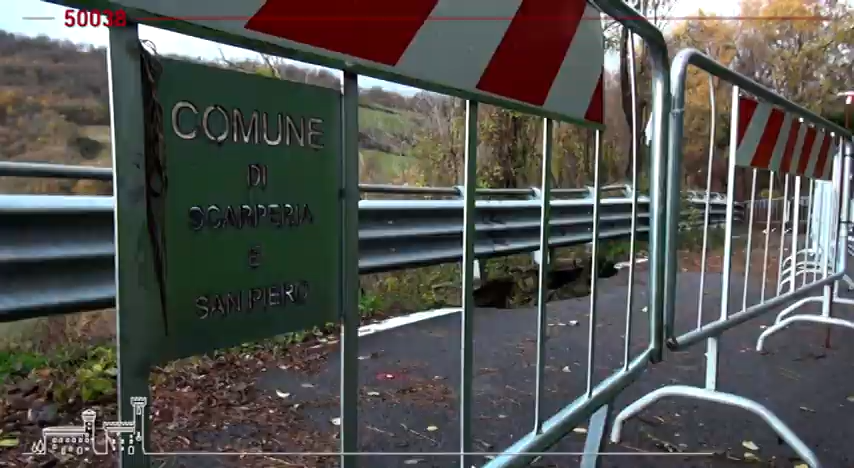 50038
COMUNE
DI
SCARPERIA
E
SAN PIERO